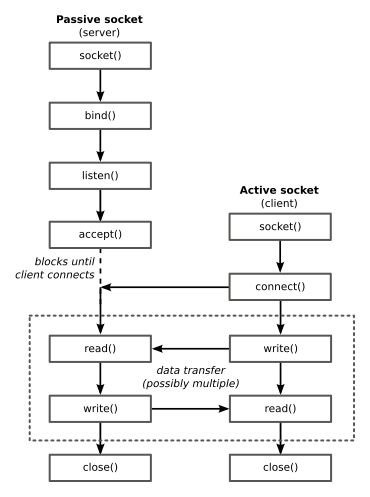 Passive socket
(server)
socket()
bind()
listen()
accept()
blocks until
client connects
Active socket
(client)
socket()
connect()
read()
write()
data transfer
(possibly multiple)
write()
read()
close()
close()